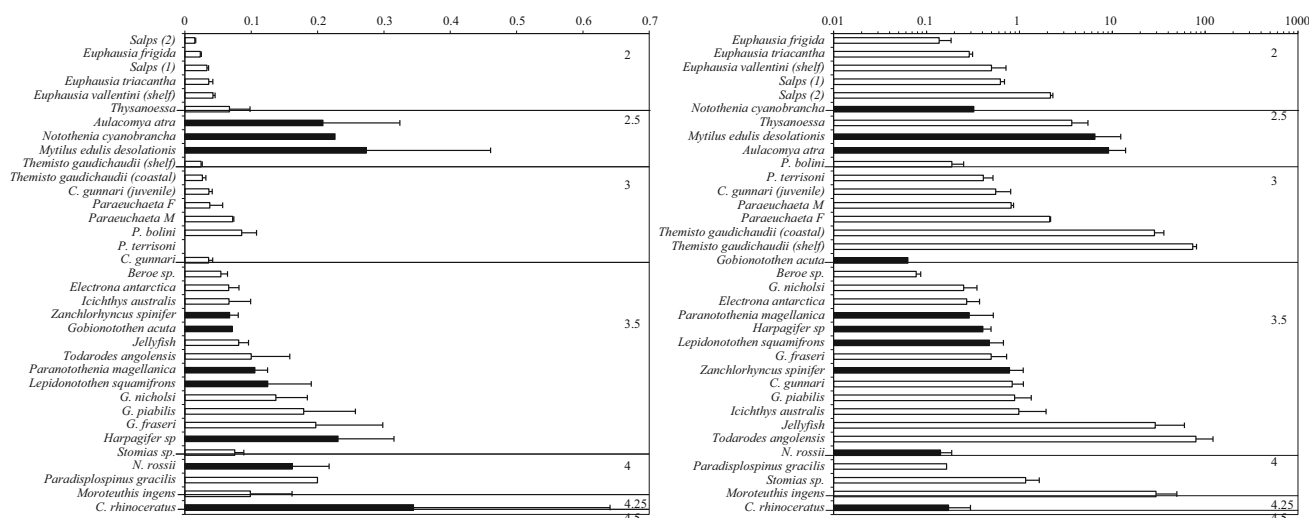 0 0.1 0.2 0.3 0.4 0.5 0.6 0.7
Salps (2)
Euphausia frigida
Salps (1)
Euphausia triacantha
Euphausia vallentini (shelf)
Thysanoessa
Aulacomya atra
Notothenia cyanobrancha
Mytilus edulis desolationis
Themisto gaudichaudii (shelf)
Themisto gaudichaudii (coastal)
C. gunnari (juvenile)
Paraeuchaeta F
Paraeuchaeta M
P. bolini
P. terrisoni
C. gunnari
Beroe sp.
Electrona antarctica
Icichthys australis
Zanchlorhyncus spinifer
Gobionotothen acuta
Jellyfish
Todarodes angolensis
Paranotothenia magellanica
Lepidonotothen squamifrons
G. nicholsi
G. piabilis
G. fraseri
Harpagifer sp
Stomias sp.
N. rossii
Paradisplospinus gracilis
Moroteuthis ingens
C. rhinoceratus
2
2.5
3
3.5
4
4.25
4.5
0.01 0.1 1 10 100 1000
Euphausia frigida
Euphausia triacantha
Euphausia vallentini (shelf)
Salps (1)
Salps (2)
Notothenia cyanobrancha
Thysanoessa
Mytilus edulis desolationis
Aulacomya atra
P. bolini
P. terrisoni
C. gunnari (juvenile)
Paraeuchaeta M
Paraeuchaeta F
Themisto gaudichaudii (coastal)
Themisto gaudichaudii (shelf)
Gobionotothen acuta
Beroe sp.
G. nicholsi
Electrona antarctica
Paranotothenia magellanica
Harpagifer sp
Lepidonotothen squamifrons
G. fraseri
Zanchlorhyncus spinifer
C. gunnari
G. piabilis
Icichthys australis
Jellyfish
Todarodes angolensis
N. rossii
Paradisplospinus gracilis
Stomias sp.
Moroteuthis ingens
C. rhinoceratus
2
2.5
3
3.5
4
4.25
4.5